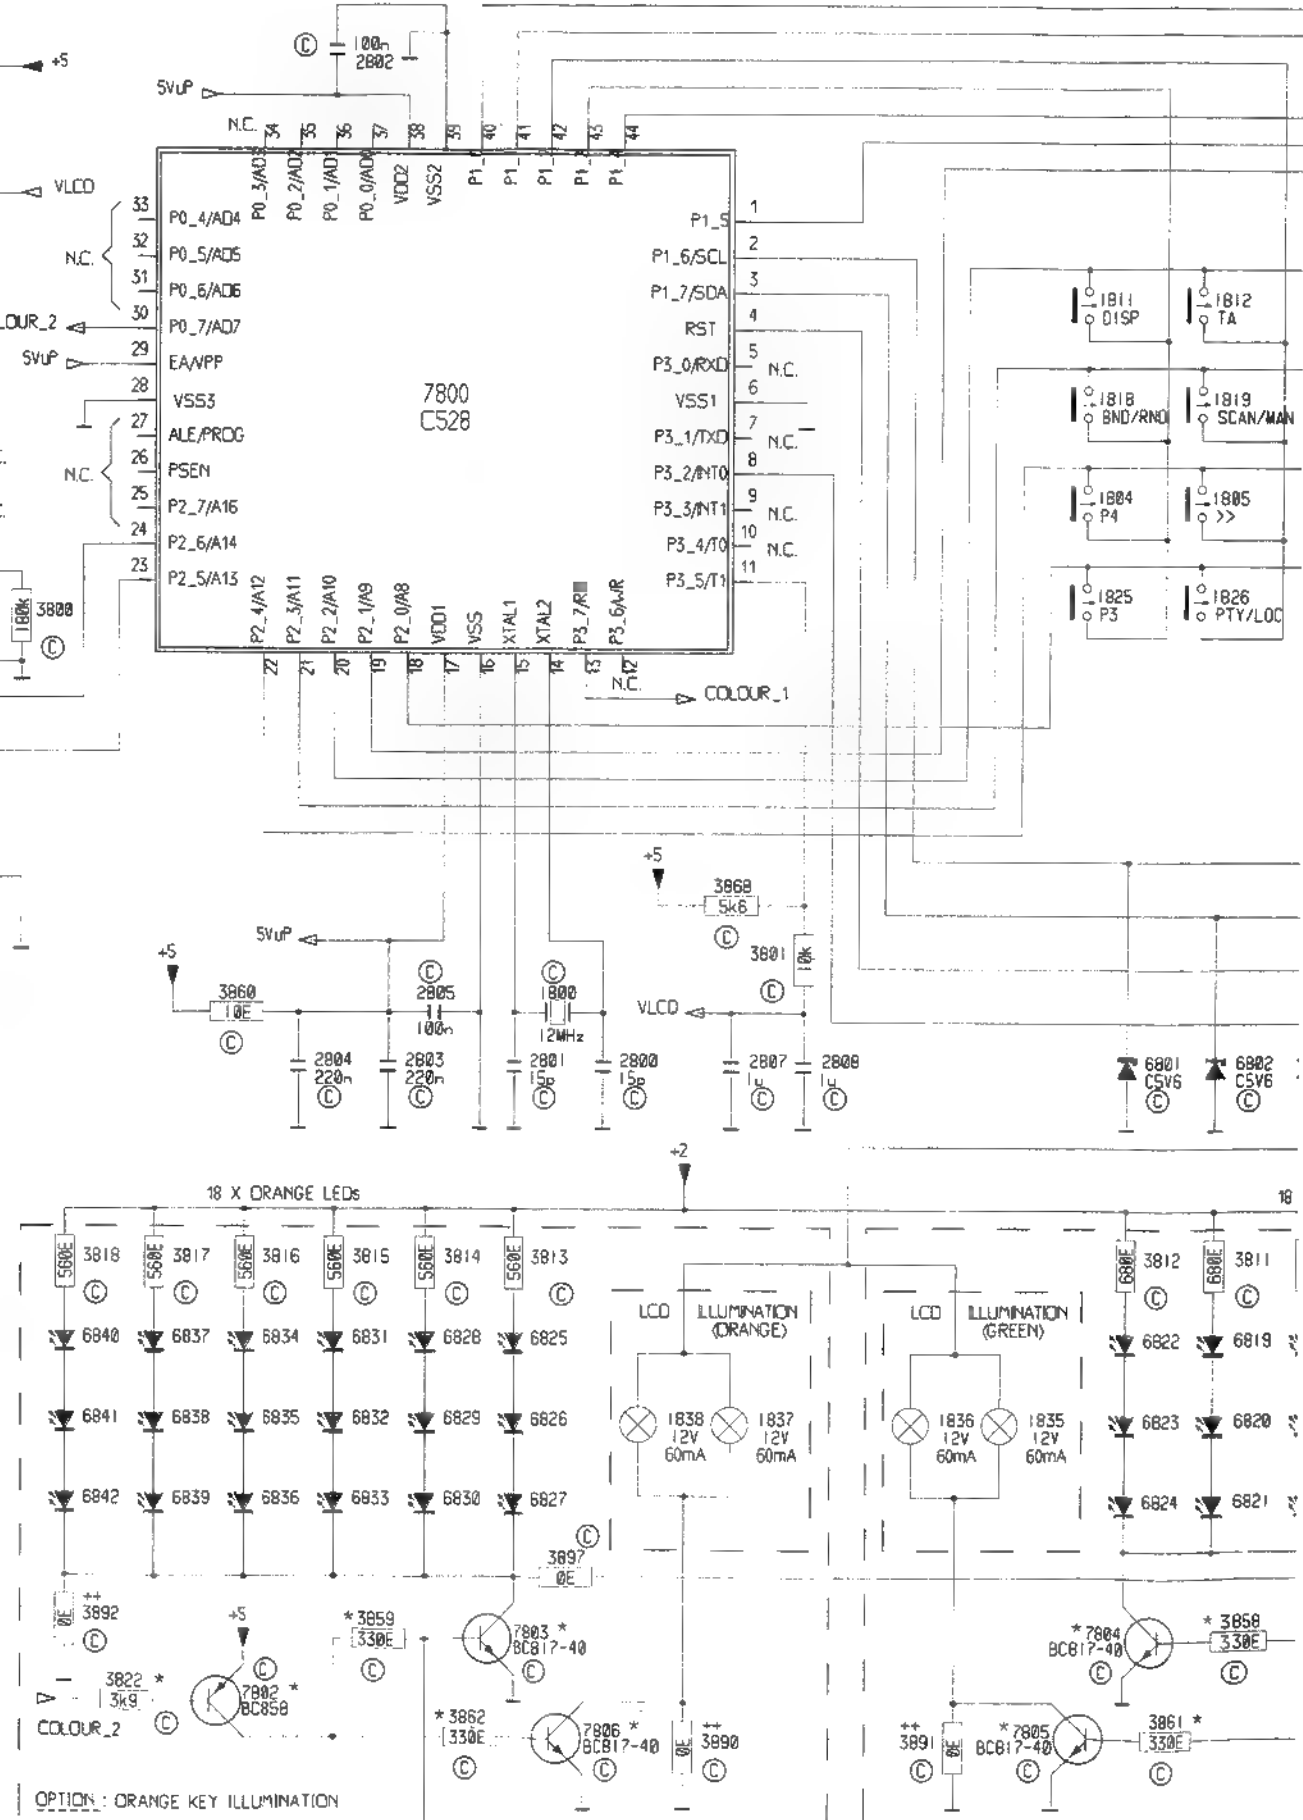 +5
C
100n
2802
5VuP
N.C.
34 35 36 37 38 39 40 41 42 43 44
VLCD
P0_3/AD3
P0_2/AD2
P0_1/AD1
P0_0/AD0
VDD2
VSS2
33 P0_4/AD4
32 P0_5/AD5
N.C.
31 P0_6/AD6
30 P0_7/AD7
LOUR_2
29 EA/VPP
5VuP
28 VSS3
27 ALE/PROG
26 PSEN
N.C.
25 P2_7/A16
24 P2_6/A14
23 P2_5/A13
7800
C528
P1_5 1
P1_6/SCL 2
P1_7/SDA 3
RST 4
P3_0/RXD 5 N.C.
VSS1 6
P3_1/TXD 7 N.C.
P3_2/INT0 8
P3_3/INT1 9 N.C.
P3_4/T0 10 N.C.
P3_5/T1 11
P2_4/A12
P2_3/A11
P2_2/A10
P2_1/A9
P2_0/A8
VDD1
VSS
XTAL1
XTAL2
P3_6/WR
22 21 20 19 18 17 16 15 14 13 12
N.C.
COLOUR_1
180K
3800
C
1811
DISP
1812
TA
1818
BND/RND
1819
SCAN/MAN
1804
P4
1805
>>
1825
P3
1826
PTY/LOC
+5
3868
5k6
C
3801
10k
C
VLCD
5VuP
+5
3860
10E
C
C
2805
100n
C
1800
12MHz
2804
220n
C
2803
220n
C
2801
15p
C
2800
15p
C
2807
1u
C
2808
1u
C
6801
C5V6
C
6802
C5V6
C
+2
18 X ORANGE LEDs
18
560E 3818 C
560E 3817 C
560E 3816 C
560E 3815 C
560E 3814 C
560E 3813 C
680E 3812 C
680E 3811 C
LCD ILLUMINATION
(ORANGE)
LCD ILLUMINATION
(GREEN)
6840 6837 6834 6831 6828 6825 6822 6819
6841 6838 6835 6832 6829 6826 6823 6820
6842 6839 6836 6833 6830 6827 6824 6821
1838
12V
60mA
1837
12V
60mA
1836
12V
60mA
1835
12V
60mA
C
3897
0E
++
3892
0E
C
+5
* 3859
330E
C
7803 *
BC817-40
C
* 7804
BC817-40
C
* 3858
330E
C
3822 *
3k9
C
COLOUR_2
C
7802 *
BC858
* 3862
330E
C
7806 *
BC817-40
C
++
3890
0E
C
++
3891
0E
C
* 7805
BC817-40
C
3861 *
330E
C
OPTION : ORANGE KEY ILLUMINATION